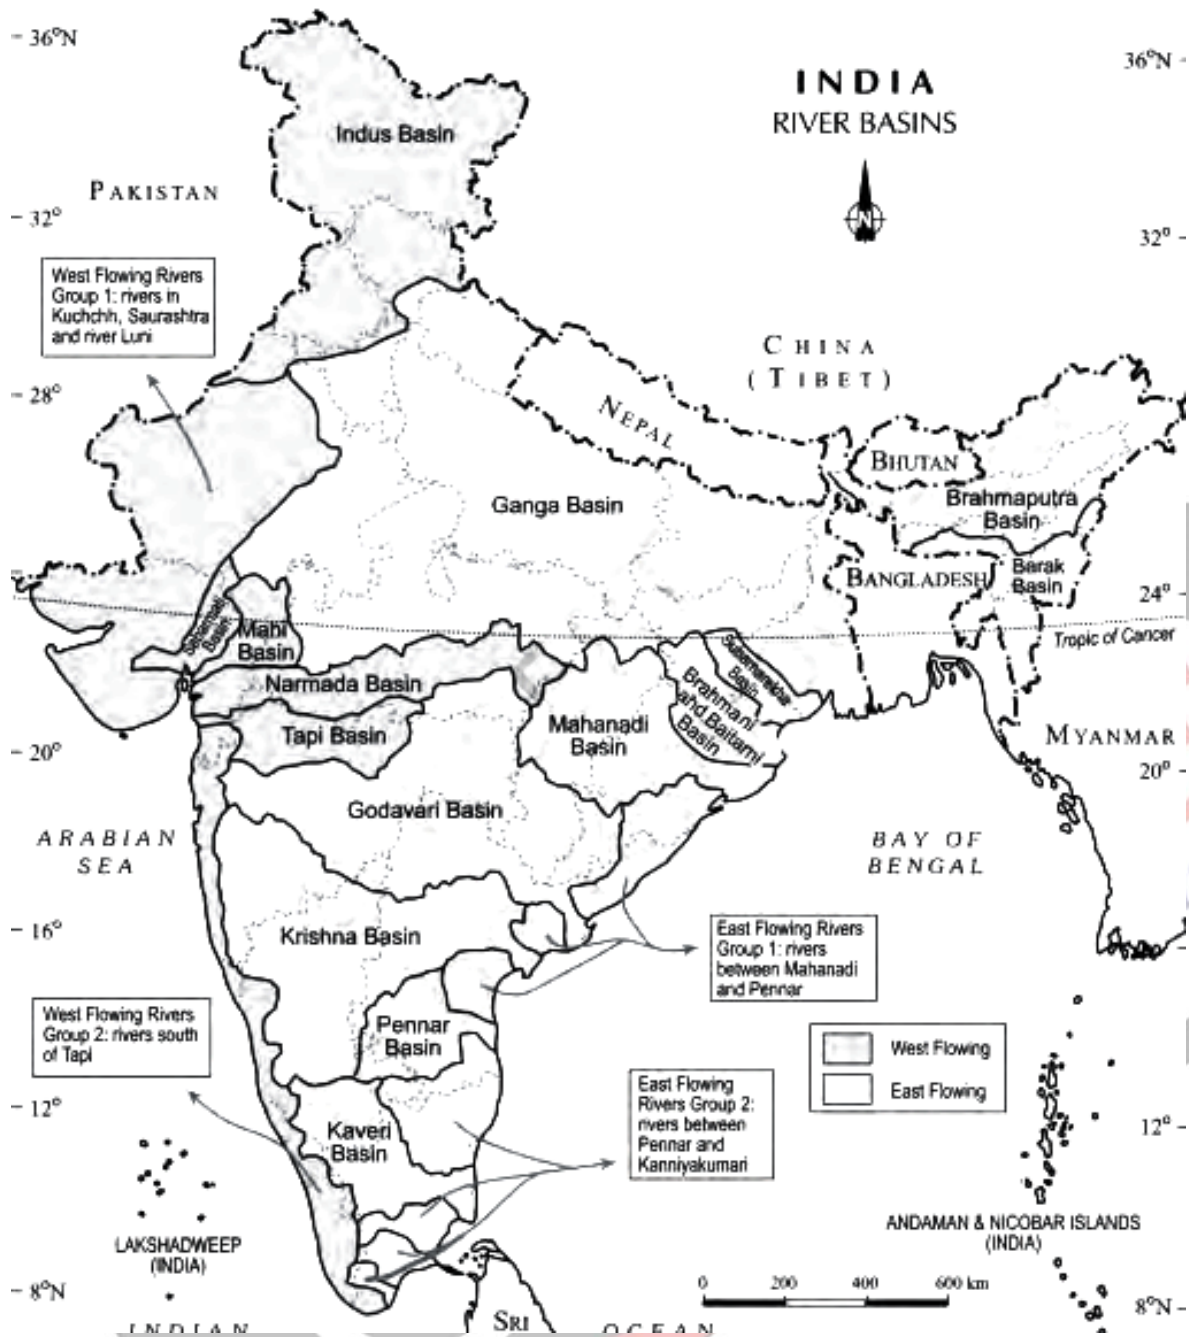 36°N
INDIA
RIVER BASINS
36°N
Indus Basin
N
PAKISTAN
32°
32°
West Flowing Rivers
Group 1: rivers in
Kuchchh, Saurashtra
and river Luni
CHINA
(TIBET)
28°
NEPAL
BHUTAN
Ganga Basin
Brahmaputra
Basin
BANGLADESH
Barak
Basin
24°
Sabarmati
Basin
Mahi
Basin
Tropic of Cancer
Subarnarekha
Basin
Narmada Basin
Brahmani
and Baitarni
Basin
Mahanadi
Basin
Tapi Basin
MYANMAR
20°
20°
Godavari Basin
ARABIAN
SEA
BAY OF
BENGAL
16°
Krishna Basin
East Flowing Rivers
Group 1: rivers
between Mahanadi
and Pennar
West Flowing Rivers
Group 2: rivers south
of Tapi
Pennar
Basin
West Flowing
East Flowing
East Flowing
Rivers Group 2:
rivers between
Pennar and
Kanniyakumari
12°
12°
Kaveri
Basin
LAKSHADWEEP
(INDIA)
ANDAMAN & NICOBAR ISLANDS
(INDIA)
0 200 400 600 km
8°N
8°N
SRI
INDIAN OCEAN